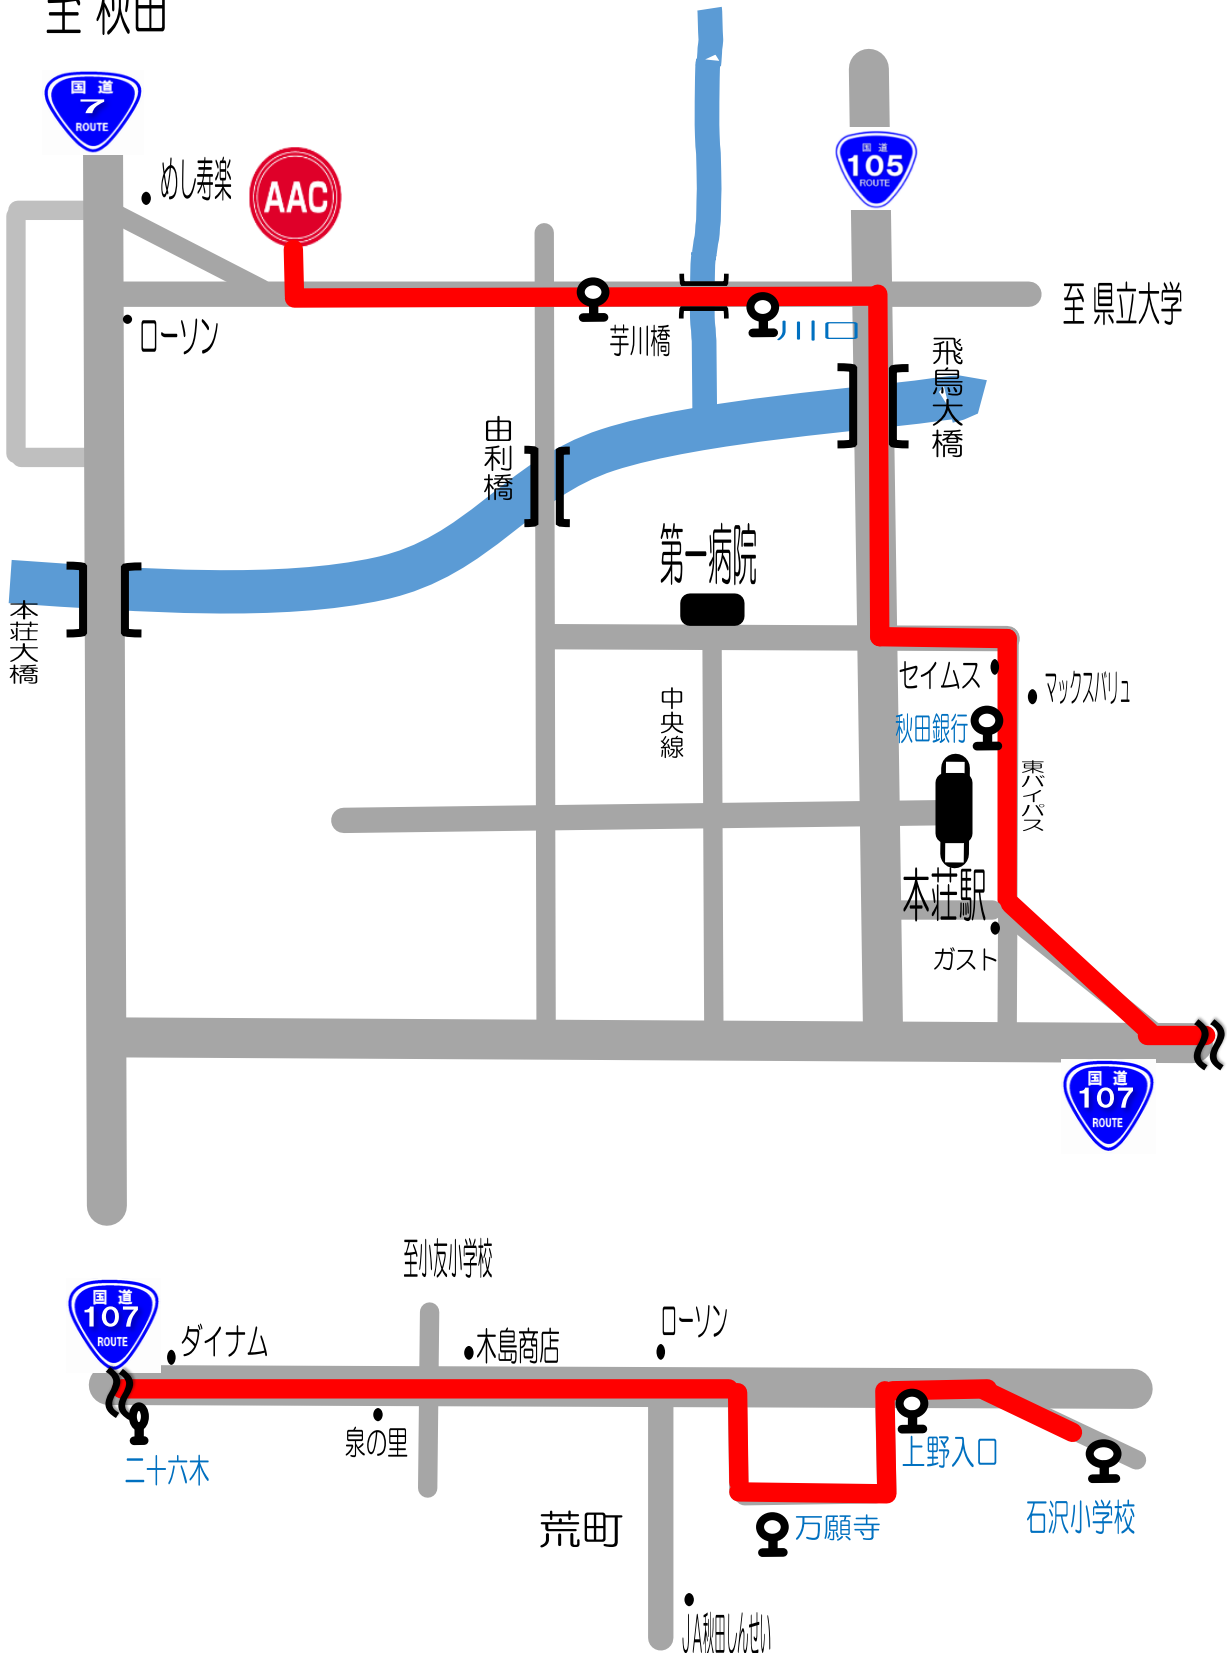 至 秋田
国道
7
ROUTE
めし寿楽
AAC
国道
105
ROUTE
至 県立大学
ローソン
芋川橋
川口
飛鳥大橋
由利橋
第一病院
本荘大橋
中央線
セイムス
マックスバリュ
秋田銀行
東バイパス
本荘駅
ガスト
国道
107
ROUTE
至小友小学校
国道
107
ROUTE
ダイナム
木島商店
ローソン
泉の里
二十六木
上野入口
荒町
万願寺
石沢小学校
JA秋田しんせい